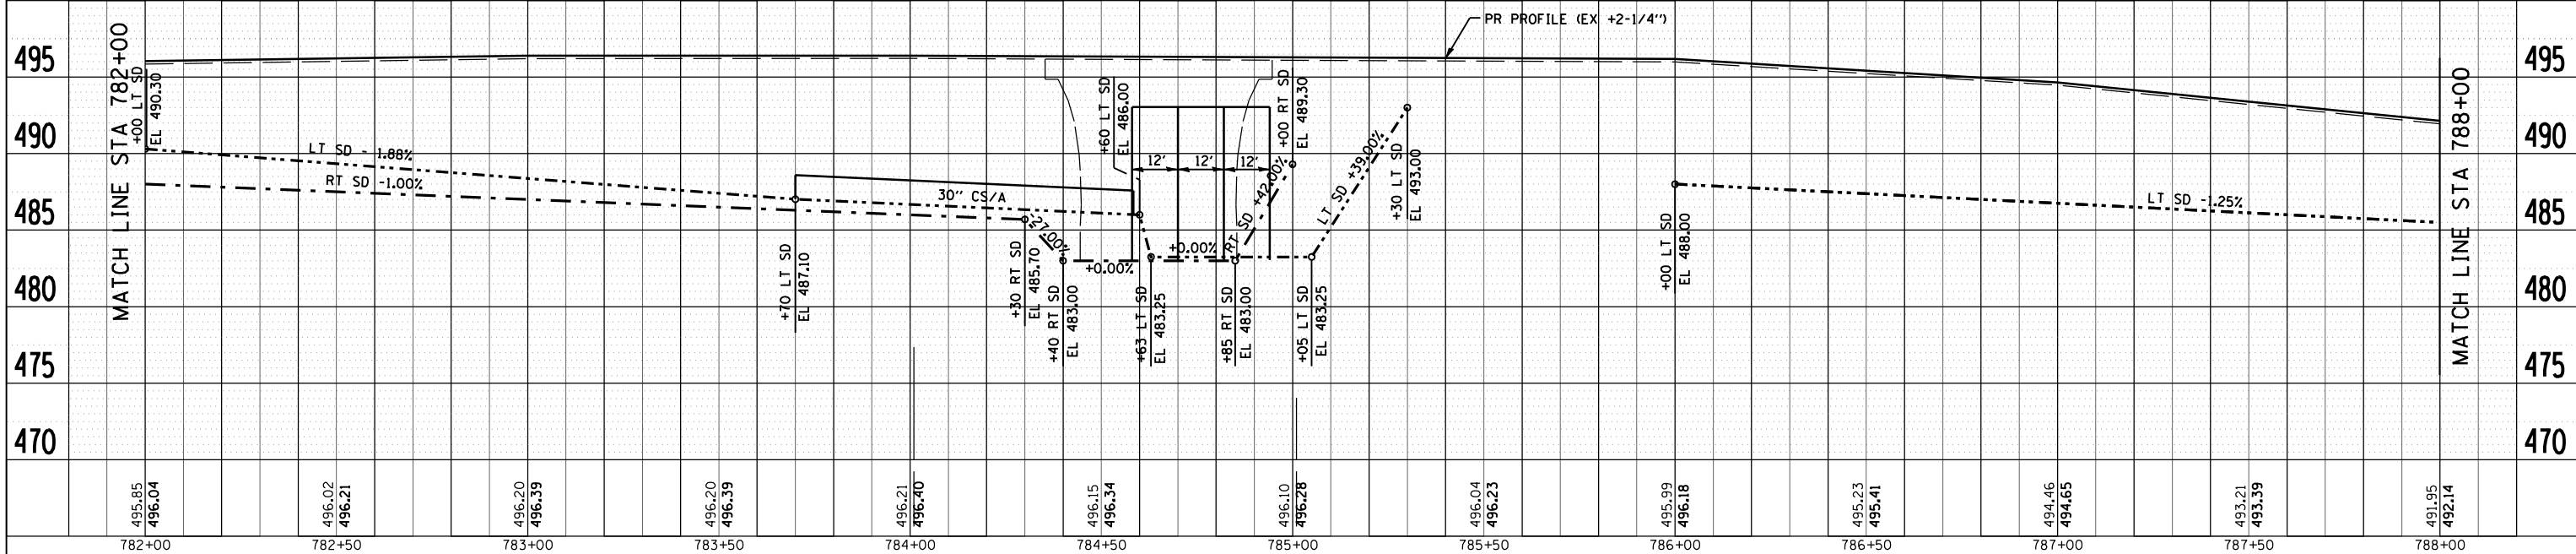 PR PROFILE (EX +2-1/4")
495
490
485
480
475
470
MATCH LINE STA 782+00
+00 LT SD
EL 490.30
LT SD - 1.88%
RT SD -1.00%
+70 LT SD
EL 487.10
30" CS/A
+30 RT SD
EL 485.70
-27.00%
+40 RT SD
EL 483.00
+0.00%
+60 LT SD
EL 486.00
12'
12'
12'
+63 LT SD
EL 483.25
+0.00%
+85 RT SD
EL 483.00
RT SD +42.00%
+00 RT SD
EL 489.30
+05 LT SD
EL 483.25
LT SD +39.00%
+30 LT SD
EL 493.00
+00 LT SD
EL 488.00
LT SD -1.25%
MATCH LINE STA 788+00
495
490
485
480
475
470
495.85
496.04
496.02
496.21
496.20
496.39
496.20
496.39
496.21
496.40
496.15
496.34
496.10
496.28
496.04
496.23
495.99
496.18
495.23
495.41
494.46
494.65
493.21
493.39
491.95
492.14
782+00
782+50
783+00
783+50
784+00
784+50
785+00
785+50
786+00
786+50
787+00
787+50
788+00